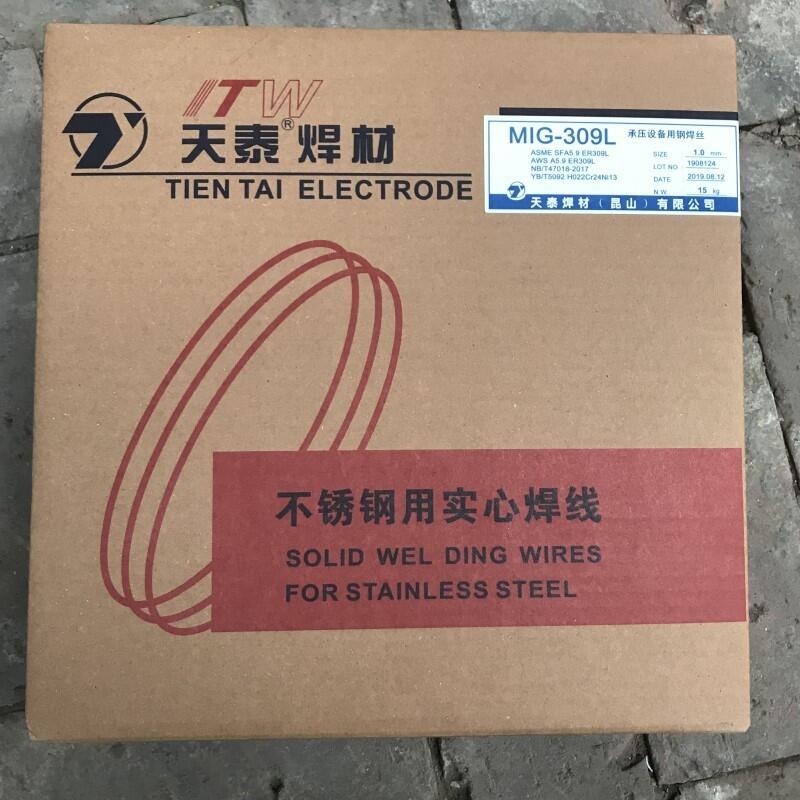 ITW
天泰®焊材
TIEN TAI ELECTRODE
MIG-309L 承压设备用钢焊丝
ASME SFA5.9 ER309L
AWS A5.9 ER309L
NB/T47018-2017
YB/T5092 H022Cr24Ni13
SIZE 1.0 mm
LOT NO 1908124
DATE 2019.08.12
N.W. 15 kg
天泰焊材(昆山)有限公司
不锈钢用实心焊线
SOLID WEL DING WIRES
FOR STAINLESS STEEL